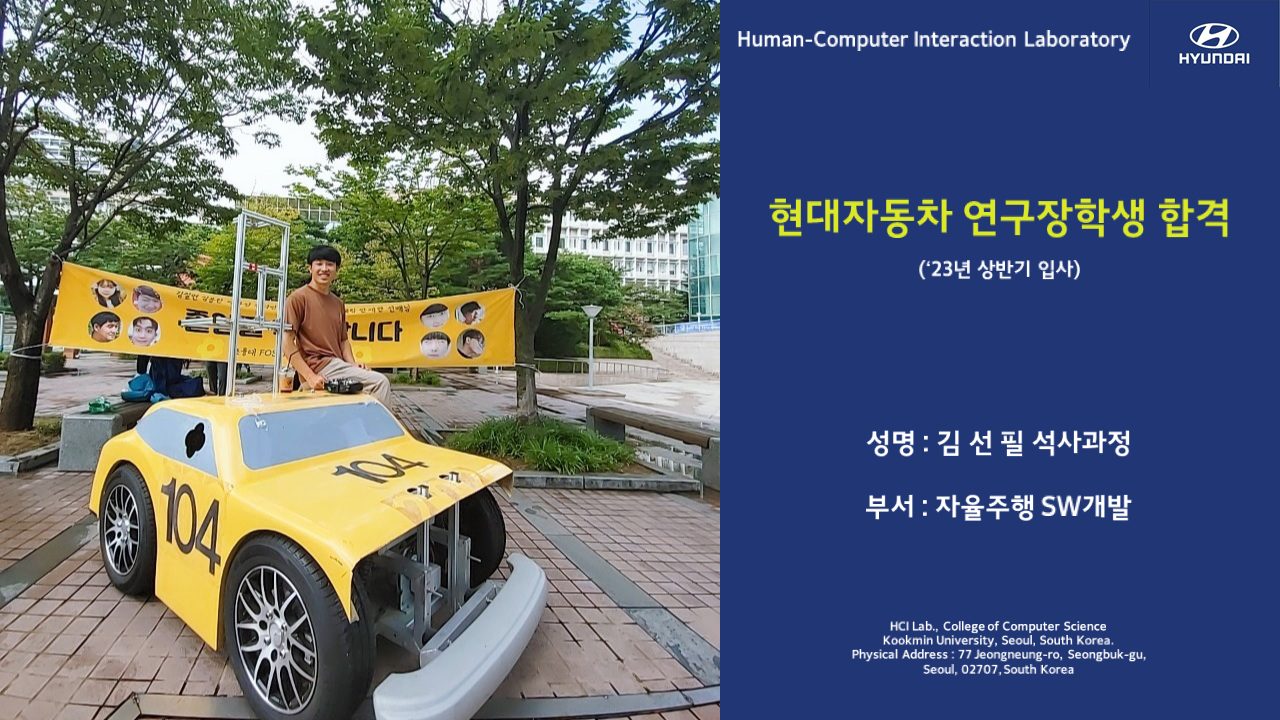 Human-Computer Interaction Laboratory
HYUNDAI
현대자동차 연구장학생 합격
(‘23년 상반기 입사)
성명 : 김 선 필 석사과정
부서 : 자율주행 SW개발
HCI Lab., College of Computer Science
Kookmin University, Seoul, South Korea.
Physical Address : 77 Jeongneung-ro, Seongbuk-gu,
Seoul, 02707, South Korea
니다
104
104